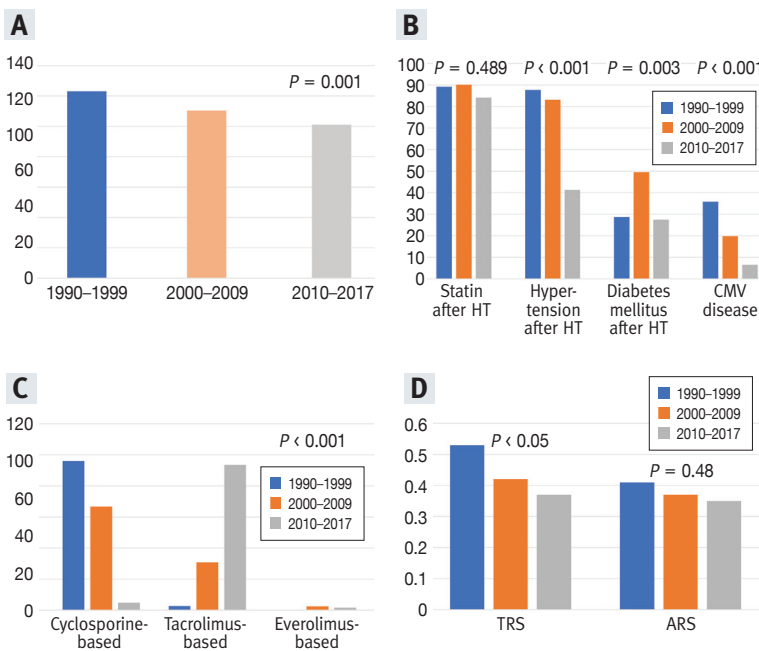 A
140
120
100
60
40
20
0
P = 0.001
1990–1999
2000–2009
2010–2017
B
100
90
80
70
60
50
40
30
20
10
0
P = 0.489
P < 0.001
P = 0.003
P < 0.001
1990–1999
2000–2009
2010–2017
Statin
after HT
Hyper-
tension
after HT
Diabetes
mellitus
after HT
CMV
disease
C
120
100
60
40
20
0
P < 0.001
1990–1999
2000–2009
2010–2017
Cyclosporine-
based
Tacrolimus-
based
Everolimus-
based
D
1990–1999
2000–2009
2010–2017
0.6
0.5
0.4
0.3
0.2
0.1
0
P < 0.05
P = 0.48
TRS
ARS